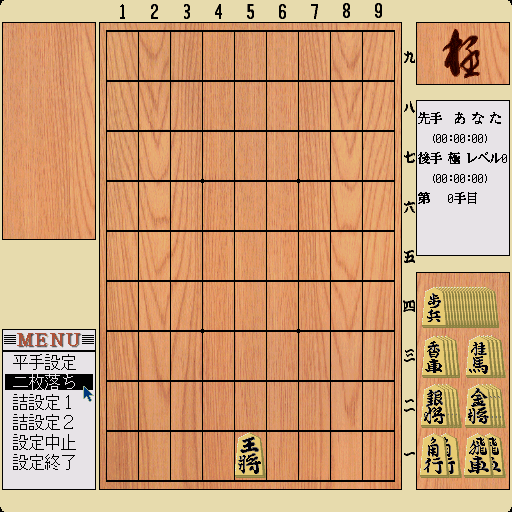 1 2 3 4 5 6 7 8 9
九
八
七
六
五
四
三
二
一
極
先手 あなた
(00:00:00)
後手 極 レベル0
(00:00:00)
第 0手目
歩兵
香車 桂馬
銀将 金将
角行 飛車
王将
MENU
平手設定
二枚落ち
詰設定1
詰設定2
設定中止
設定終了